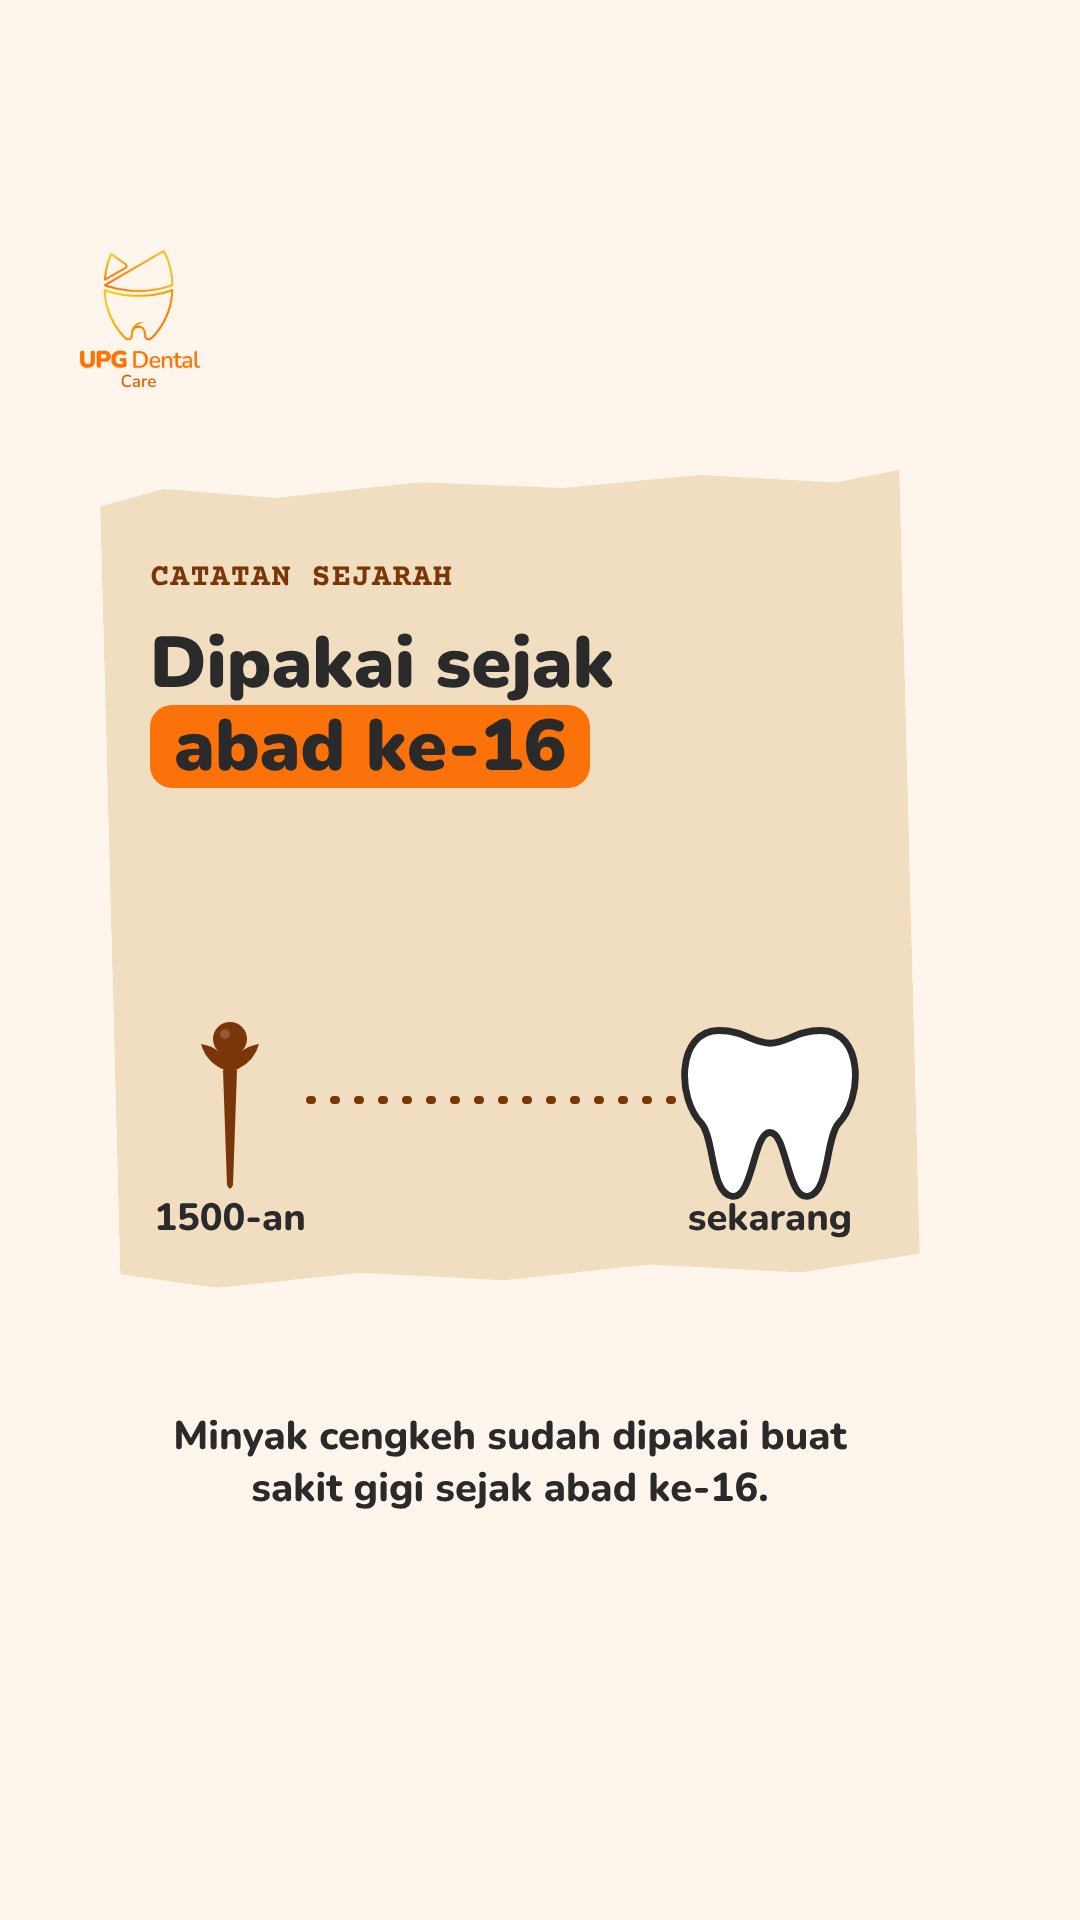 UPG Dental
Care
CATATAN SEJARAH
Dipakai sejak
abad ke-16
1500-an
sekarang
Minyak cengkeh sudah dipakai buat
sakit gigi sejak abad ke-16.